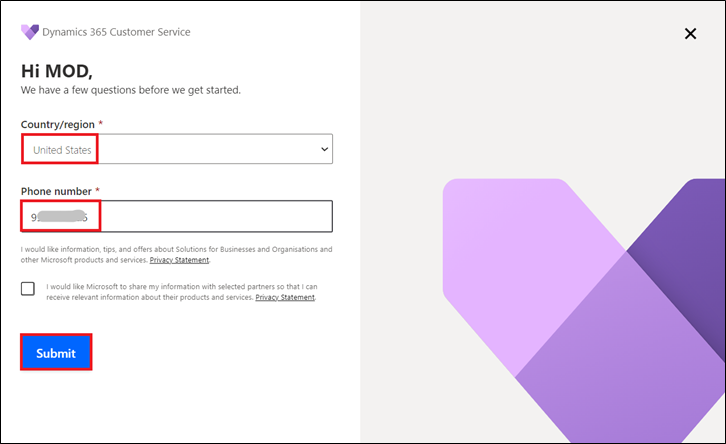 Dynamics 365 Customer Service
Hi MOD,
We have a few questions before we get started.
Country/region *
United States
Phone number *
I would like information, tips, and offers about Solutions for Businesses and Organisations and
other Microsoft products and services. Privacy Statement.
I would like Microsoft to share my information with selected partners so that I can
receive relevant information about their products and services. Privacy Statement.
Submit